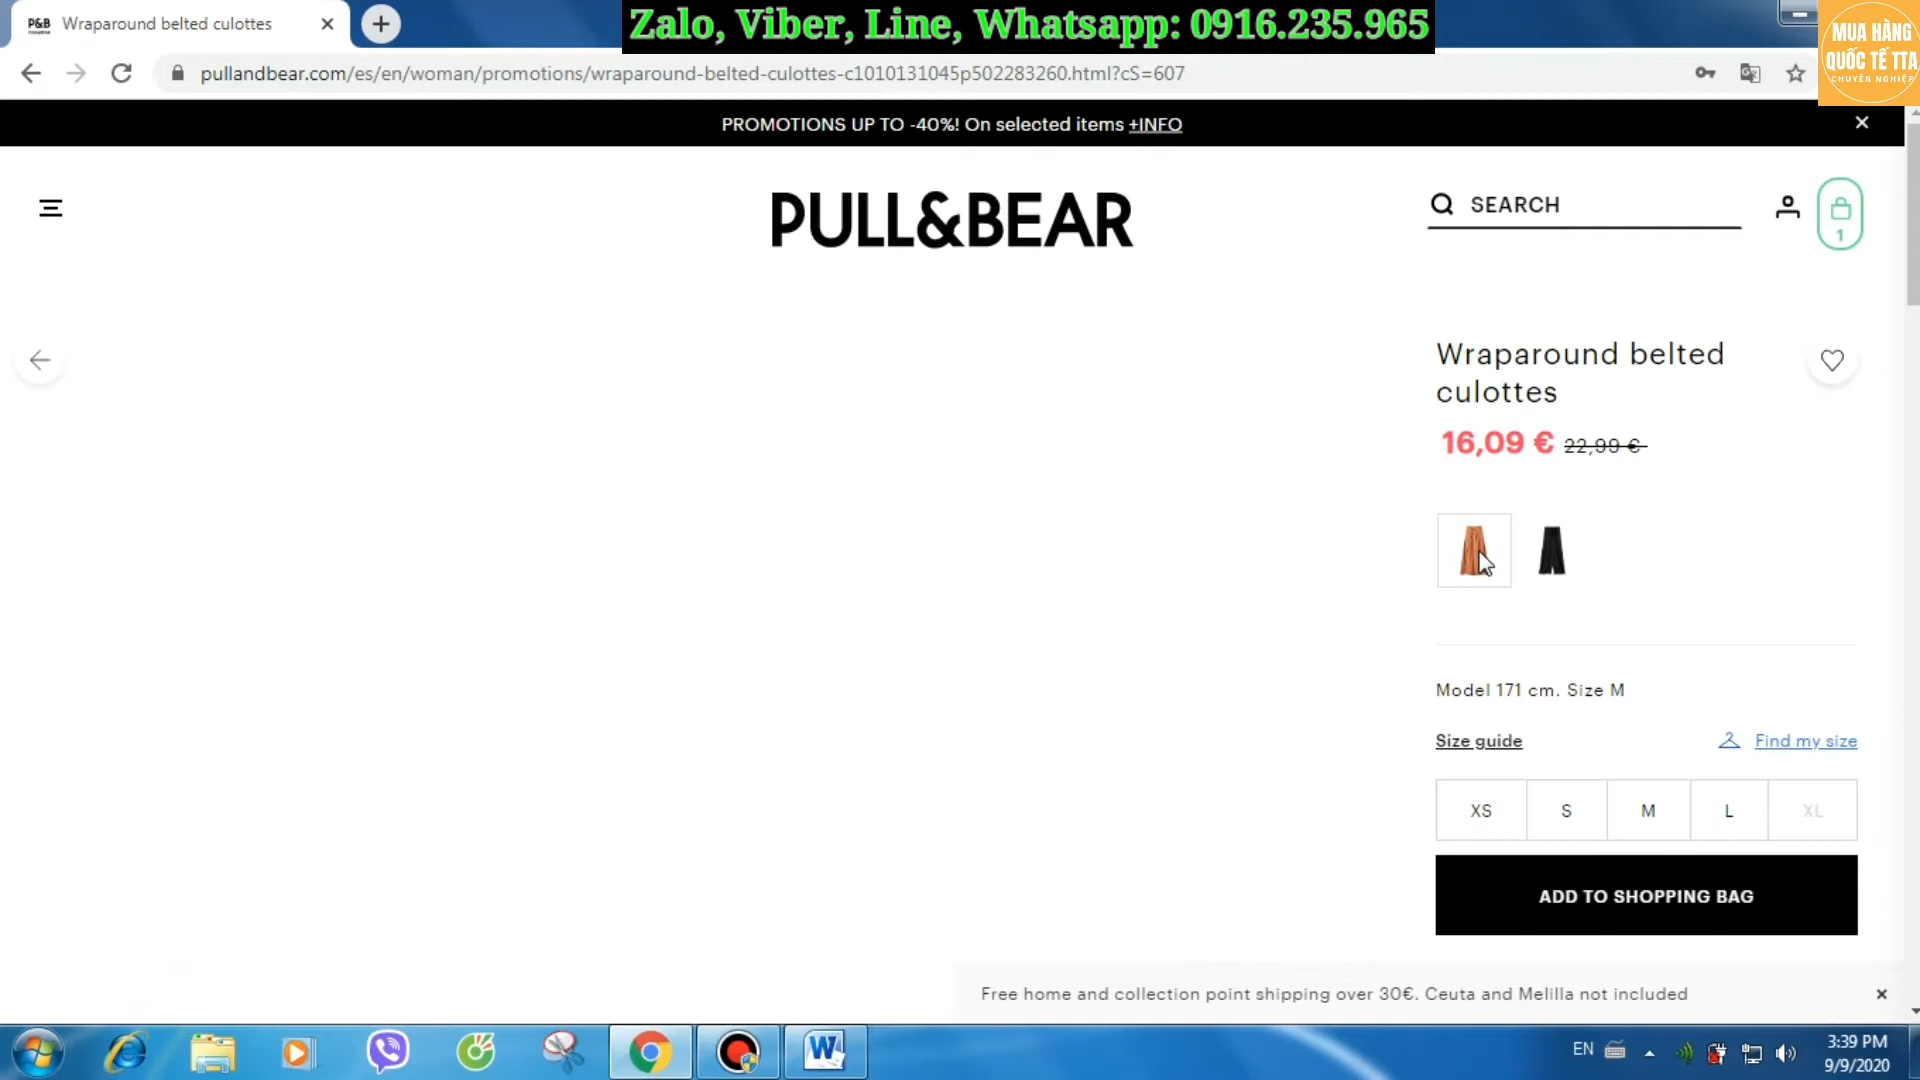 P&B
Wraparound belted culottes
Zalo, Viber, Line, Whatsapp: 0916.235.965
MUA HÀNG
QUỐC TẾ TTA
CHUYÊN NGHIỆP
pullandbear.com/es/en/woman/promotions/wraparound-belted-culottes-c1010131045p502283260.html?cS=607
PROMOTIONS UP TO -40%! On selected items +INFO
PULL&BEAR
SEARCH
1
Wraparound belted
culottes
16,09 € 22,99 €
Model 171 cm. Size M
Size guide
Find my size
XS S M L XL
ADD TO SHOPPING BAG
Free home and collection point shipping over 30€. Ceuta and Melilla not included
EN
3:39 PM
9/9/2020